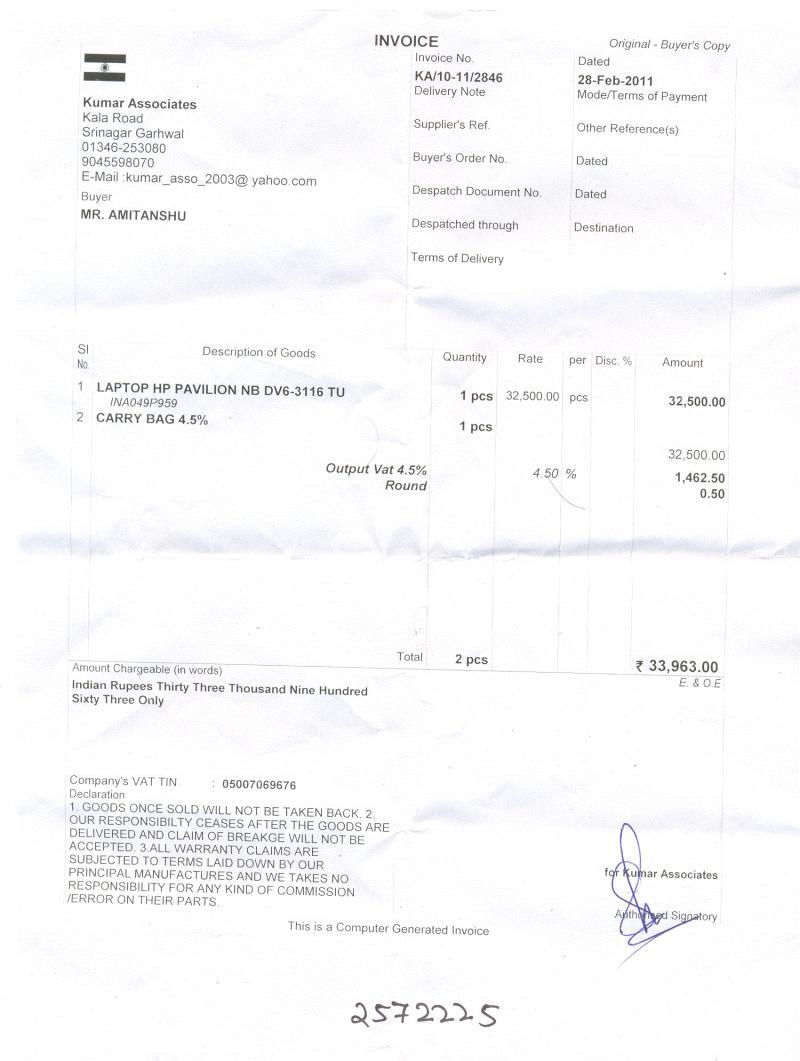 INVOICE
Original - Buyer's Copy
Kumar Associates
Kala Road
Srinagar Garhwal
01346-253080
9045598070
E-Mail :kumar_asso_2003@ yahoo.com
Buyer
MR. AMITANSHU
Invoice No.
KA/10-11/2846
Dated
28-Feb-2011
Delivery Note
Mode/Terms of Payment
Supplier's Ref.
Other Reference(s)
Buyer's Order No.
Dated
Despatch Document No.
Dated
Despatched through
Destination
Terms of Delivery
Sl No. Description of Goods Quantity Rate per Disc. % Amount
1 LAPTOP HP PAVILION NB DV6-3116 TU 1 pcs 32,500.00 pcs 32,500.00
INA049P959
2 CARRY BAG 4.5% 1 pcs
32,500.00
Output Vat 4.5% 4.50 % 1,462.50
Round 0.50
Total 2 pcs ₹ 33,963.00
Amount Chargeable (in words) E. & O.E
Indian Rupees Thirty Three Thousand Nine Hundred
Sixty Three Only
Company's VAT TIN : 05007069676
Declaration
1. GOODS ONCE SOLD WILL NOT BE TAKEN BACK. 2.
OUR RESPONSIBILTY CEASES AFTER THE GOODS ARE
DELIVERED AND CLAIM OF BREAKGE WILL NOT BE
ACCEPTED. 3.ALL WARRANTY CLAIMS ARE
SUBJECTED TO TERMS LAID DOWN BY OUR
PRINCIPAL MANUFACTURES AND WE TAKES NO
RESPONSIBILITY FOR ANY KIND OF COMMISSION
/ERROR ON THEIR PARTS.
for Kumar Associates
Authorised Signatory
This is a Computer Generated Invoice
2572225